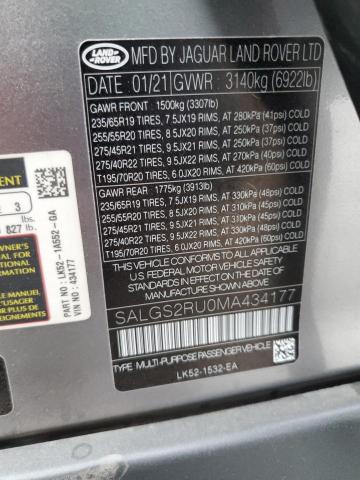 LAND ROVER
MFD BY JAGUAR LAND ROVER LTD
DATE 01/21 GVWR 3140kg (6922lb)
GAWR FRONT 1500kg (3307lb)
235/65R19 TIRES, 7.5JX19 RIMS, AT 280kPa (41psi) COLD
255/55R20 TIRES, 8.5JX20 RIMS, AT 250kPa (37psi) COLD
275/45R21 TIRES, 9.5JX21 RIMS, AT 250kPa (37psi) COLD
275/40R22 TIRES, 9.5JX22 RIMS, AT 270kPa (40psi) COLD
T195/70R20 TIRES, 6.0JX20 RIMS, AT 420kPa (60psi) COLD
GAWR REAR 1775kg (3913lb)
235/65R19 TIRES, 7.5JX19 RIMS, AT 330kPa (48psi) COLD
255/55R20 TIRES, 8.5JX20 RIMS, AT 310kPa (45psi) COLD
275/45R21 TIRES, 9.5JX21 RIMS, AT 310kPa (45psi) COLD
275/40R22 TIRES, 9.5JX22 RIMS, AT 330kPa (48psi) COLD
T195/70R20 TIRES, 6.0JX20 RIMS, AT 420kPa (60psi) COLD
THIS VEHICLE CONFORMS TO ALL APPLICABLE
FEDERAL MOTOR VEHICLE SAFETY, BUMPER
AND THEFT PREVENTION STANDARDS IN EFFECT
ON THE DATE OF MANUFACTURE SHOWN ABOVE
SALGS2RU0MA434177
TYPE MULTI-PURPOSE PASSENGER VEHICLE
LK52-1532-EA
3
lbs.
827 lb
OWNER'S
PART NO : LK52-1A552-GA
VIN NO : 434177